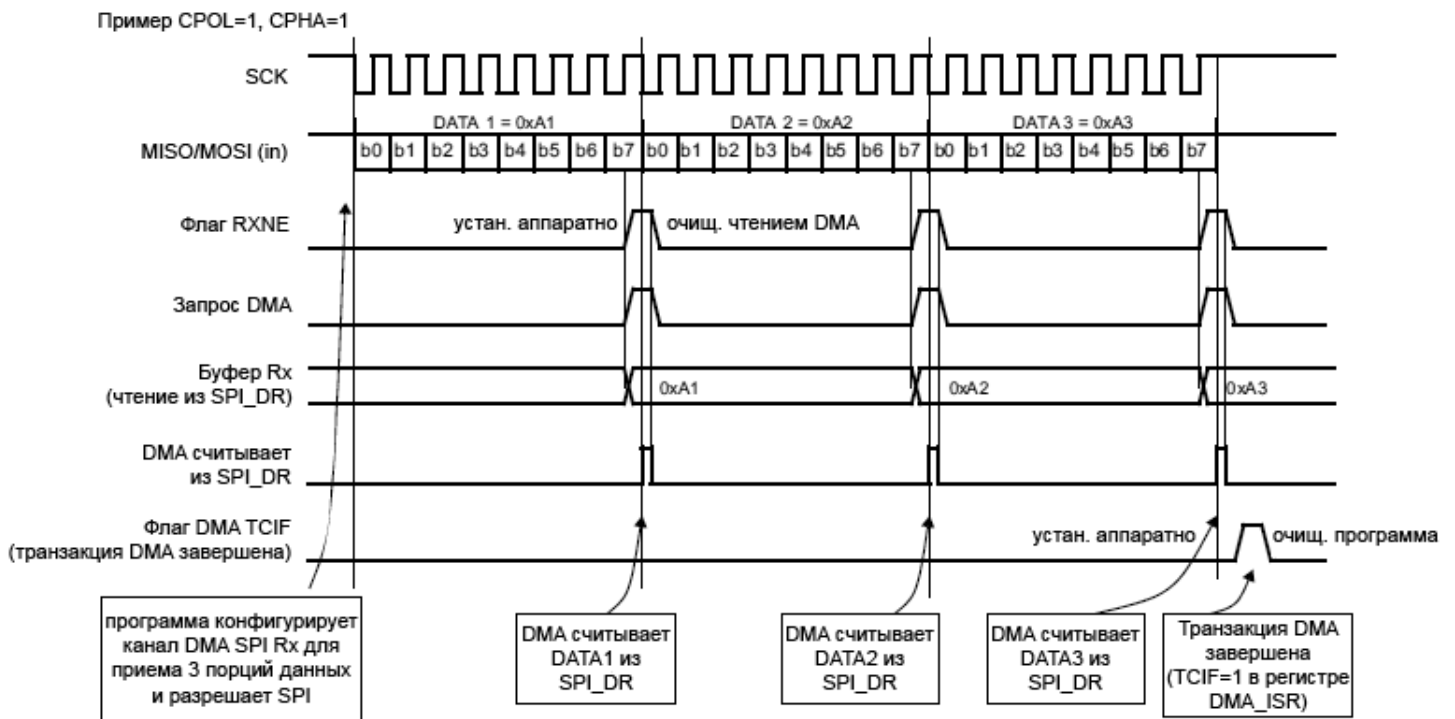 Пример CPOL=1, CPHA=1
SCK
DATA 1 = 0xA1 DATA 2 = 0xA2 DATA 3 = 0xA3
MISO/MOSI (in) b0 b1 b2 b3 b4 b5 b6 b7 b0 b1 b2 b3 b4 b5 b6 b7 b0 b1 b2 b3 b4 b5 b6 b7
Флаг RXNE устан. аппаратно очищ. чтением DMA
Запрос DMA
Буфер Rx
(чтение из SPI_DR) 0xA1 0xA2 0xA3
DMA считывает
из SPI_DR
Флаг DMA TCIF
(транзакция DMA завершена) устан. аппаратно очищ. программа
программа конфигурирует
канал DMA SPI Rx для
приема 3 порций данных
и разрешает SPI
DMA считывает
DATA1 из
SPI_DR
DMA считывает
DATA2 из
SPI_DR
DMA считывает
DATA3 из
SPI_DR
Транзакция DMA
завершена
(TCIF=1 в регистре
DMA_ISR)